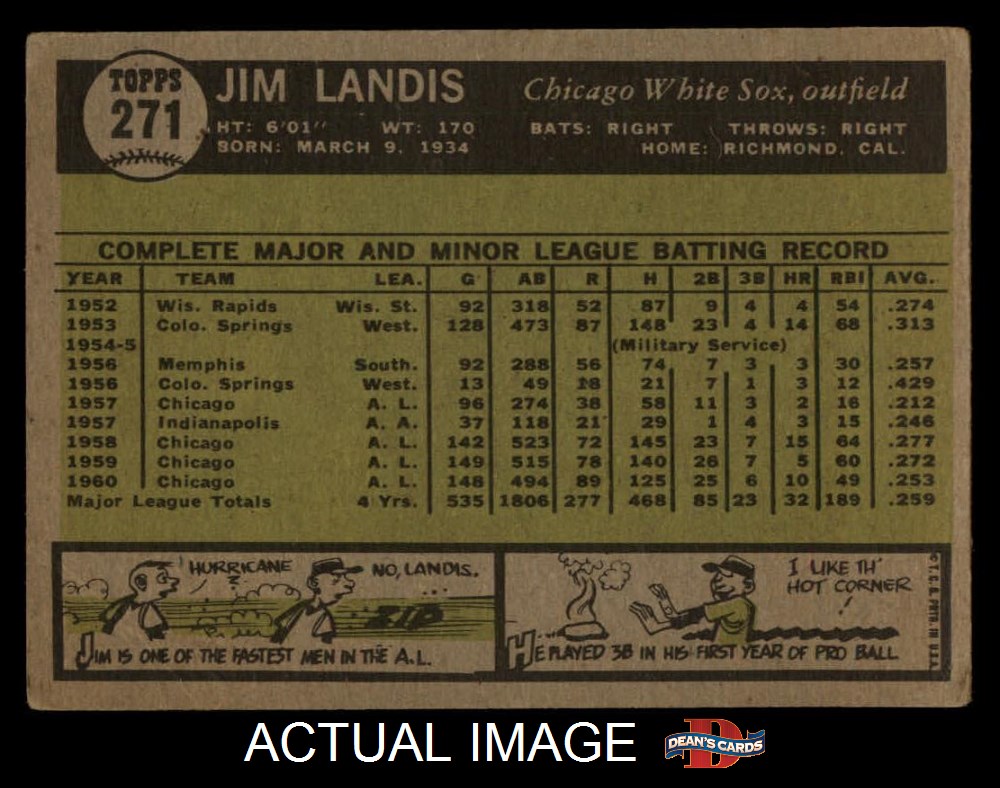 TOPPS
271
JIM LANDIS
Chicago White Sox, outfield
HT: 6'01" WT: 170 BATS: RIGHT THROWS: RIGHT
BORN: MARCH 9, 1934 HOME: RICHMOND, CAL.
COMPLETE MAJOR AND MINOR LEAGUE BATTING RECORD
YEAR TEAM LEA. G AB R H 2B 3B HR RBI AVG.
1952 Wis. Rapids Wis. St. 92 318 52 87 9 4 4 54 .274
1953 Colo. Springs West. 128 473 87 148 23 4 14 68 .313
1954-5 (Military Service)
1956 Memphis South. 92 288 56 74 7 3 3 30 .257
1956 Colo. Springs West. 13 49 18 21 7 1 3 12 .429
1957 Chicago A. L. 96 274 38 58 11 3 2 16 .212
1957 Indianapolis A. A. 37 118 21 29 1 4 3 15 .246
1958 Chicago A. L. 142 523 72 145 23 7 15 64 .277
1959 Chicago A. L. 149 515 78 140 26 7 5 60 .272
1960 Chicago A. L. 148 494 89 125 25 6 10 49 .253
Major League Totals 4 Yrs. 535 1806 277 468 85 23 32 189 .259
HURRICANE
?
NO, LANDIS.
ZIP
JIM IS ONE OF THE FASTEST MEN IN THE A.L.
I LIKE TH'
HOT CORNER
!
HE PLAYED 3B IN HIS FIRST YEAR OF PRO BALL
© T. C. G. PRTD. IN U.S.A.
ACTUAL IMAGE
D
DEAN'S CARDS